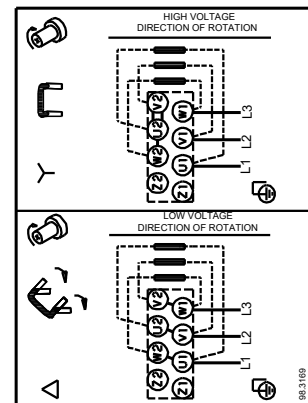 HIGH VOLTAGE
DIRECTION OF ROTATION
V2 W1 L3
U2 V1 L2
W2 U1 L1
Z2 Z1
LOW VOLTAGE
DIRECTION OF ROTATION
V2 W1 L3
U2 V1 L2
W2 U1 L1
Z2 Z1
98.3169